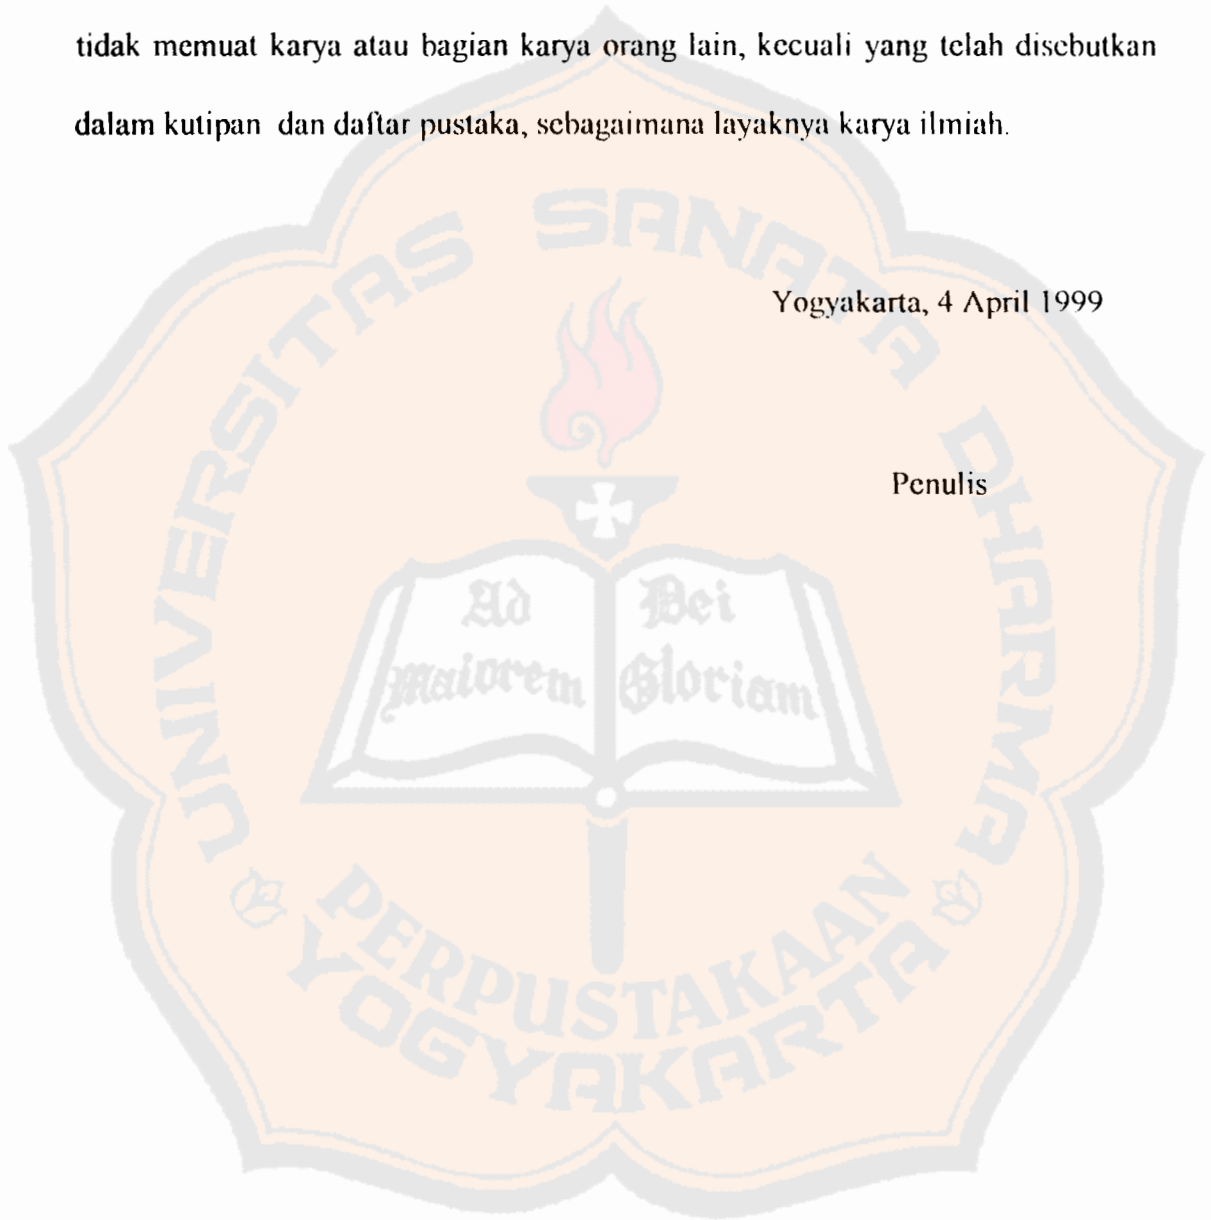 tidak memuat karya atau bagian karya orang lain, kecuali yang telah disebutkan
dalam kutipan dan daftar pustaka, sebagaimana layaknya karya ilmiah.
UNIVERSITAS SANATA DHARMA
Yogyakarta, 4 April 1999
Penulis
Ad Dei
maiorem Gloriam
PERPUSTAKAAN
YOGYAKARTA